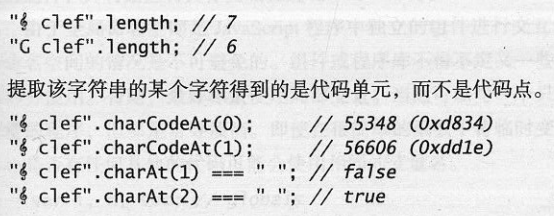 "𝄞 clef".length; // 7
"G clef".length; // 6
提取该字符串的某个字符得到的是代码单元，而不是代码点。
"𝄞 clef".charCodeAt(0);      // 55348 (0xd834)
"𝄞 clef".charCodeAt(1);      // 56606 (0xdd1e)
"𝄞 clef".charAt(1) === " "; // false
"𝄞 clef".charAt(2) === " "; // true